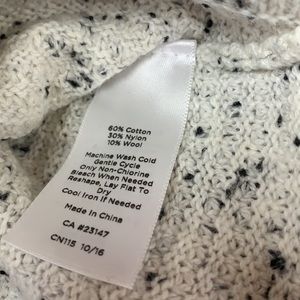 60% Cotton
30% Nylon
10% Wool
Machine Wash Cold
Gentle Cycle
Only Non-Chlorine
Bleach When Needed
Reshape, Lay Flat To
Dry
Cool Iron If Needed
Made In China
CA #23147
CN115 10/16